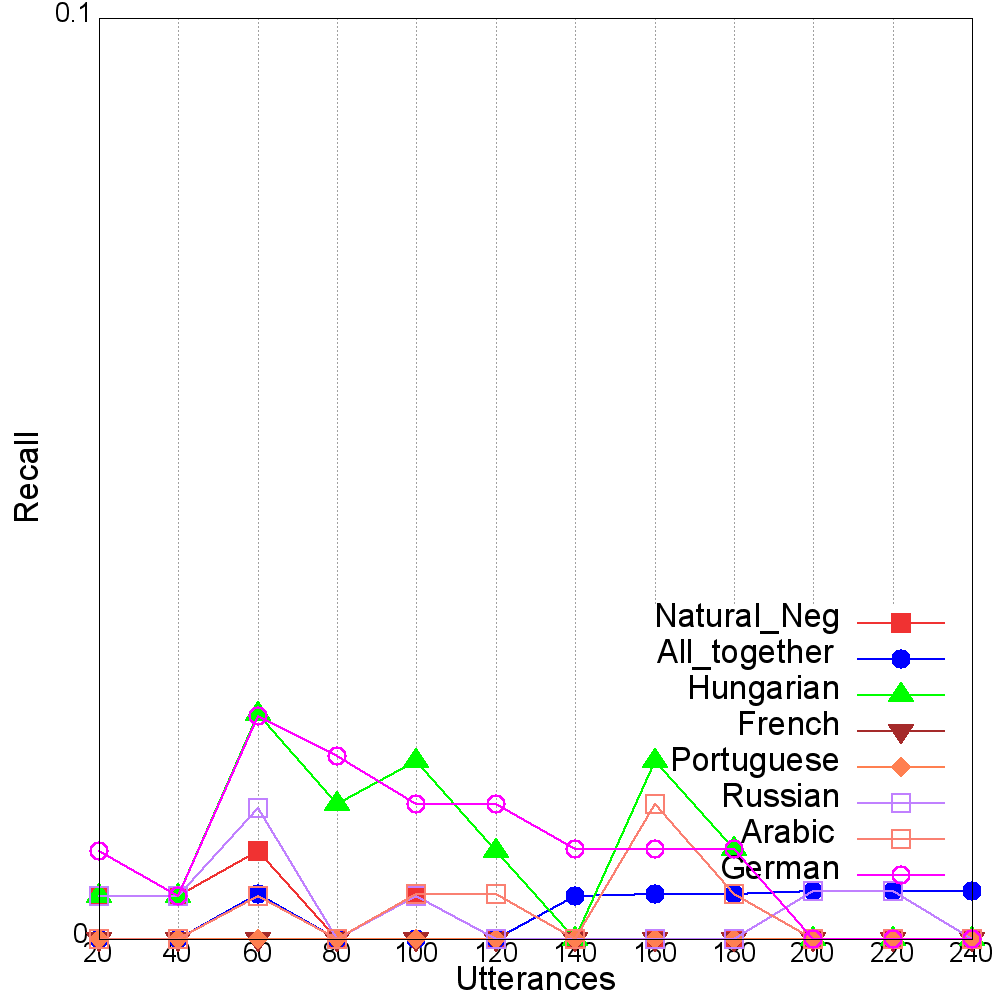 0.1
Recall
Natural_Neg
All_together
Hungarian
French
Portuguese
Russian
Arabic
German
0
20 40 60 80 100 120 140 160 180 200 220 240
Utterances